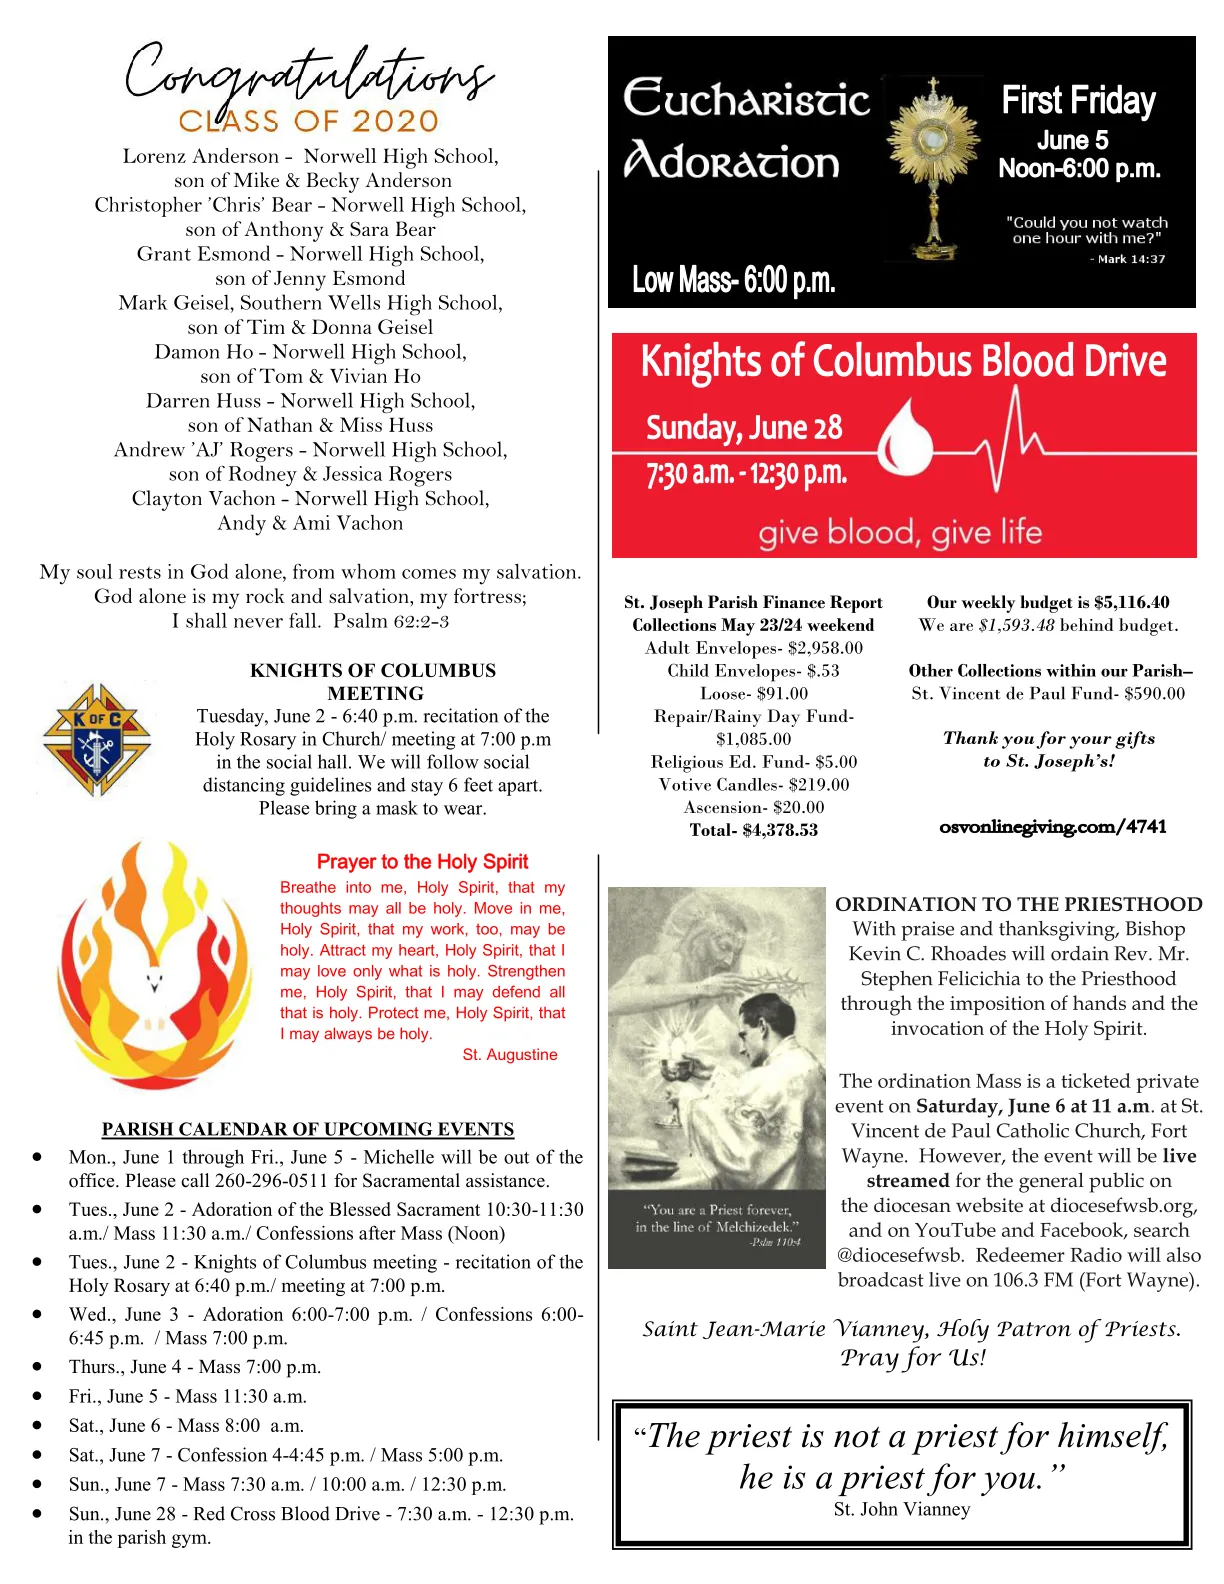 Congratulations
CLASS OF 2020
Lorenz Anderson - Norwell High School,
son of Mike & Becky Anderson
Christopher 'Chris' Bear - Norwell High School,
son of Anthony & Sara Bear
Grant Esmond - Norwell High School,
son of Jenny Esmond
Mark Geisel, Southern Wells High School,
son of Tim & Donna Geisel
Damon Ho - Norwell High School,
son of Tom & Vivian Ho
Darren Huss - Norwell High School,
son of Nathan & Miss Huss
Andrew 'AJ' Rogers - Norwell High School,
son of Rodney & Jessica Rogers
Clayton Vachon - Norwell High School,
Andy & Ami Vachon
My soul rests in God alone, from whom comes my salvation.
God alone is my rock and salvation, my fortress;
I shall never fall. Psalm 62:2-3
KNIGHTS OF COLUMBUS
MEETING
Tuesday, June 2 - 6:40 p.m. recitation of the
Holy Rosary in Church/ meeting at 7:00 p.m
in the social hall. We will follow social
distancing guidelines and stay 6 feet apart.
Please bring a mask to wear.
K OF C
Prayer to the Holy Spirit
Breathe into me, Holy Spirit, that my
thoughts may all be holy. Move in me,
Holy Spirit, that my work, too, may be
holy. Attract my heart, Holy Spirit, that I
may love only what is holy. Strengthen
me, Holy Spirit, that I may defend all
that is holy. Protect me, Holy Spirit, that
I may always be holy.
St. Augustine
PARISH CALENDAR OF UPCOMING EVENTS
• Mon., June 1 through Fri., June 5 - Michelle will be out of the
office. Please call 260-296-0511 for Sacramental assistance.
• Tues., June 2 - Adoration of the Blessed Sacrament 10:30-11:30
a.m./ Mass 11:30 a.m./ Confessions after Mass (Noon)
• Tues., June 2 - Knights of Columbus meeting - recitation of the
Holy Rosary at 6:40 p.m./ meeting at 7:00 p.m.
• Wed., June 3 - Adoration 6:00-7:00 p.m. / Confessions 6:00-
6:45 p.m. / Mass 7:00 p.m.
• Thurs., June 4 - Mass 7:00 p.m.
• Fri., June 5 - Mass 11:30 a.m.
• Sat., June 6 - Mass 8:00 a.m.
• Sat., June 7 - Confession 4-4:45 p.m. / Mass 5:00 p.m.
• Sun., June 7 - Mass 7:30 a.m. / 10:00 a.m. / 12:30 p.m.
• Sun., June 28 - Red Cross Blood Drive - 7:30 a.m. - 12:30 p.m.
in the parish gym.
Eucharistic
Adoration
First Friday
June 5
Noon-6:00 p.m.
"Could you not watch
one hour with me?"
- Mark 14:37
Low Mass- 6:00 p.m.
Knights of Columbus Blood Drive
Sunday, June 28
7:30 a.m. - 12:30 p.m.
give blood, give life
St. Joseph Parish Finance Report
Collections May 23/24 weekend
Adult Envelopes- $2,958.00
Child Envelopes- $.53
Loose- $91.00
Repair/Rainy Day Fund-
$1,085.00
Religious Ed. Fund- $5.00
Votive Candles- $219.00
Ascension- $20.00
Total- $4,378.53
Our weekly budget is $5,116.40
We are $1,593.48 behind budget.
Other Collections within our Parish—
St. Vincent de Paul Fund- $590.00
Thank you for your gifts
to St. Joseph's!
osvonlinegiving.com/4741
"You are a Priest forever,
in the line of Melchizedek."
-Pslm 110:4
ORDINATION TO THE PRIESTHOOD
With praise and thanksgiving, Bishop
Kevin C. Rhoades will ordain Rev. Mr.
Stephen Felicichia to the Priesthood
through the imposition of hands and the
invocation of the Holy Spirit.
The ordination Mass is a ticketed private
event on Saturday, June 6 at 11 a.m. at St.
Vincent de Paul Catholic Church, Fort
Wayne. However, the event will be live
streamed for the general public on
the diocesan website at diocesefwsb.org,
and on YouTube and Facebook, search
@diocesefwsb. Redeemer Radio will also
broadcast live on 106.3 FM (Fort Wayne).
Saint Jean-Marie Vianney, Holy Patron of Priests.
Pray for Us!
"The priest is not a priest for himself,
he is a priest for you."
St. John Vianney